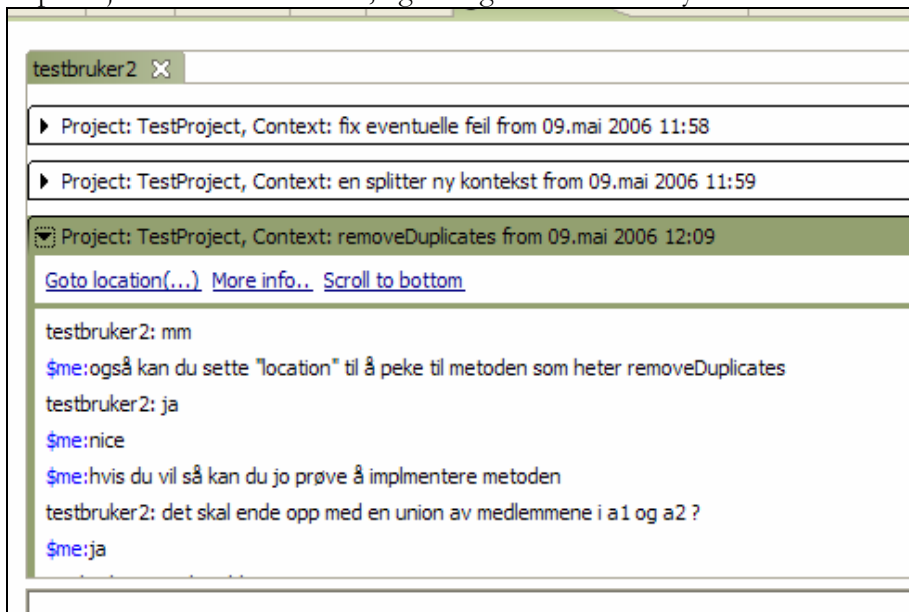 testbruker2
Project: TestProject, Context: fix eventuelle feil from 09.mai 2006 11:58
Project: TestProject, Context: en splitter ny kontekst from 09.mai 2006 11:59
Project: TestProject, Context: removeDuplicates from 09.mai 2006 12:09
Goto location(...) More info.. Scroll to bottom
testbruker2: mm
$me:også kan du sette "location" til å peke til metoden som heter removeDuplicates
testbruker2: ja
$me:nice
$me:hvis du vil så kan du jo prøve å implmentere metoden
testbruker2: det skal ende opp med en union av medlemmene i a1 og a2 ?
$me:ja